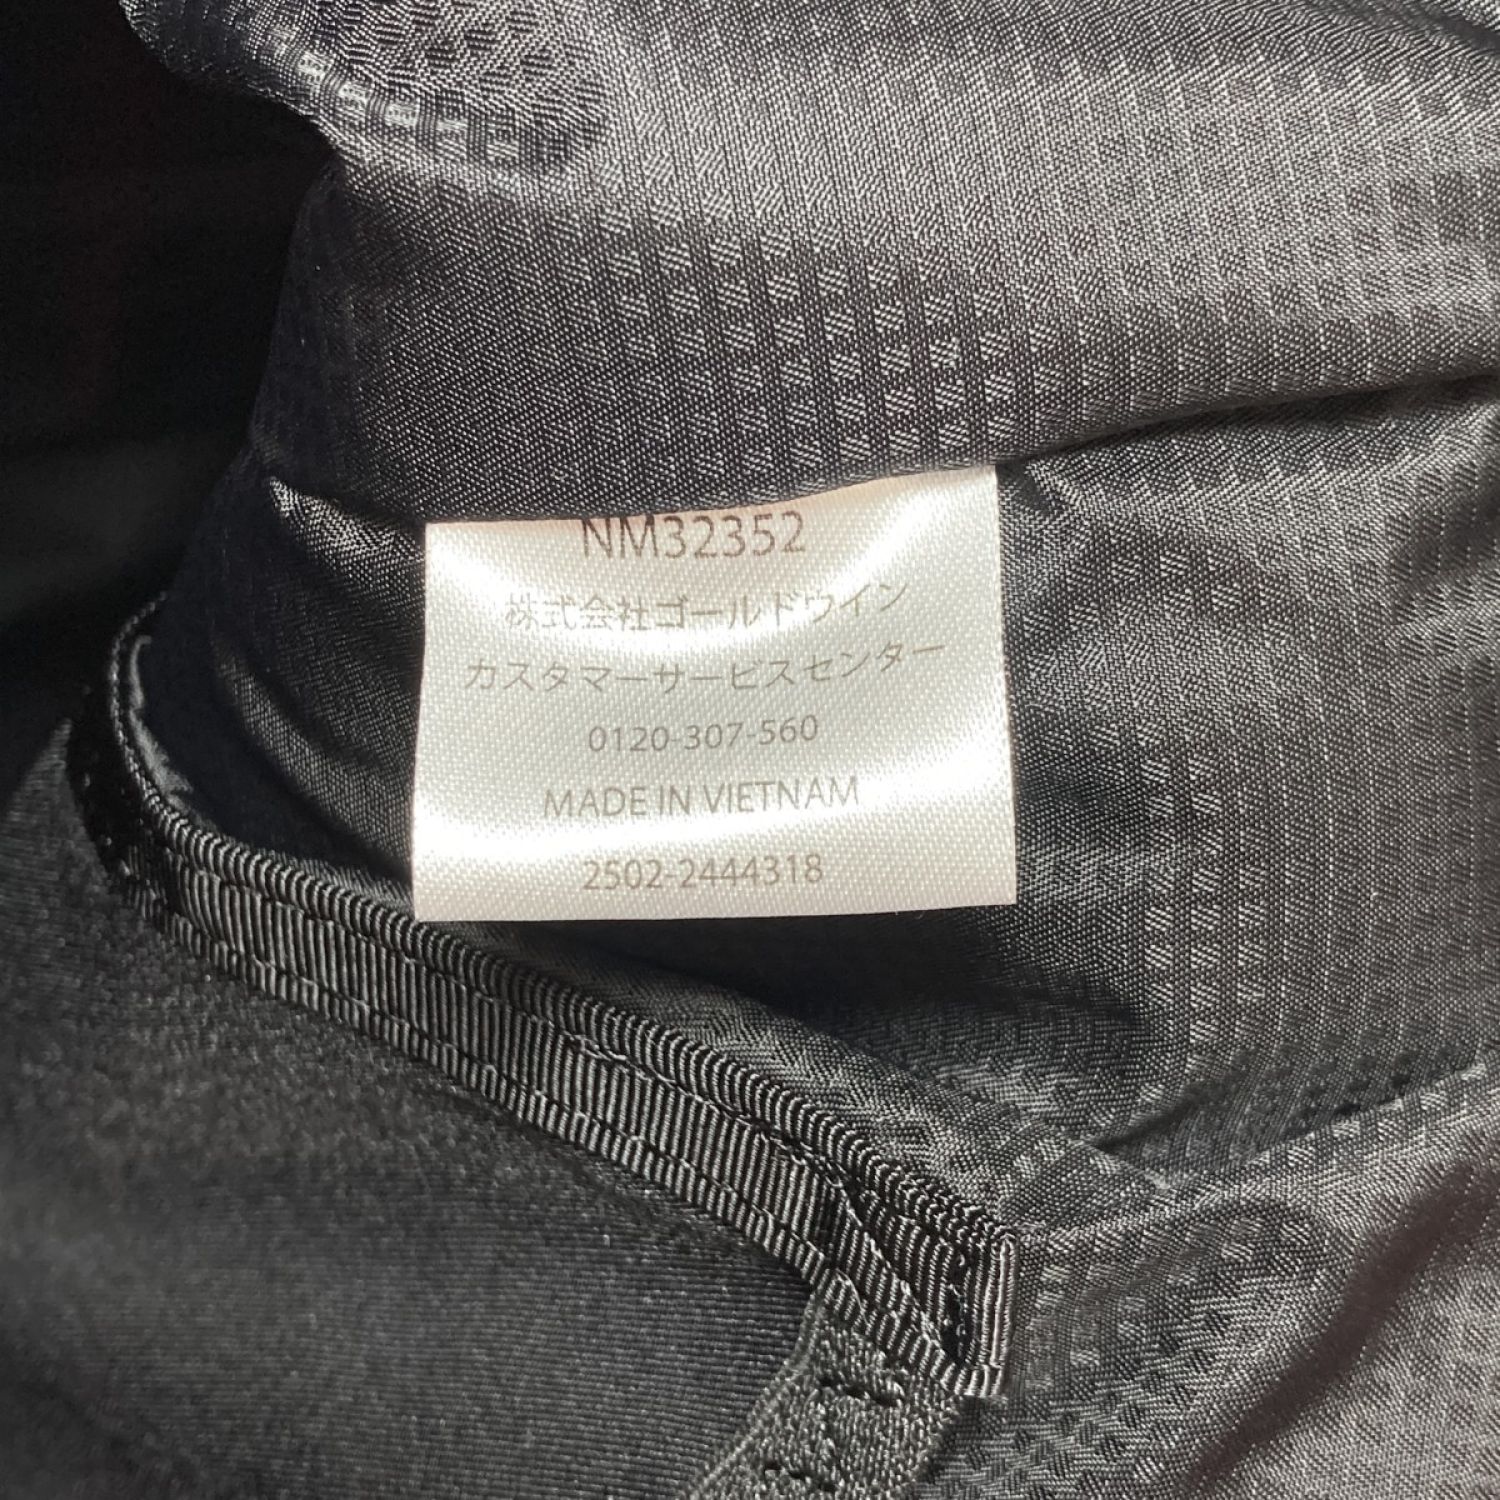 NM32352
株式会社ゴールドウイン
カスタマーサービスセンター
0120-307-560
MADE IN VIETNAM
2502-2444318